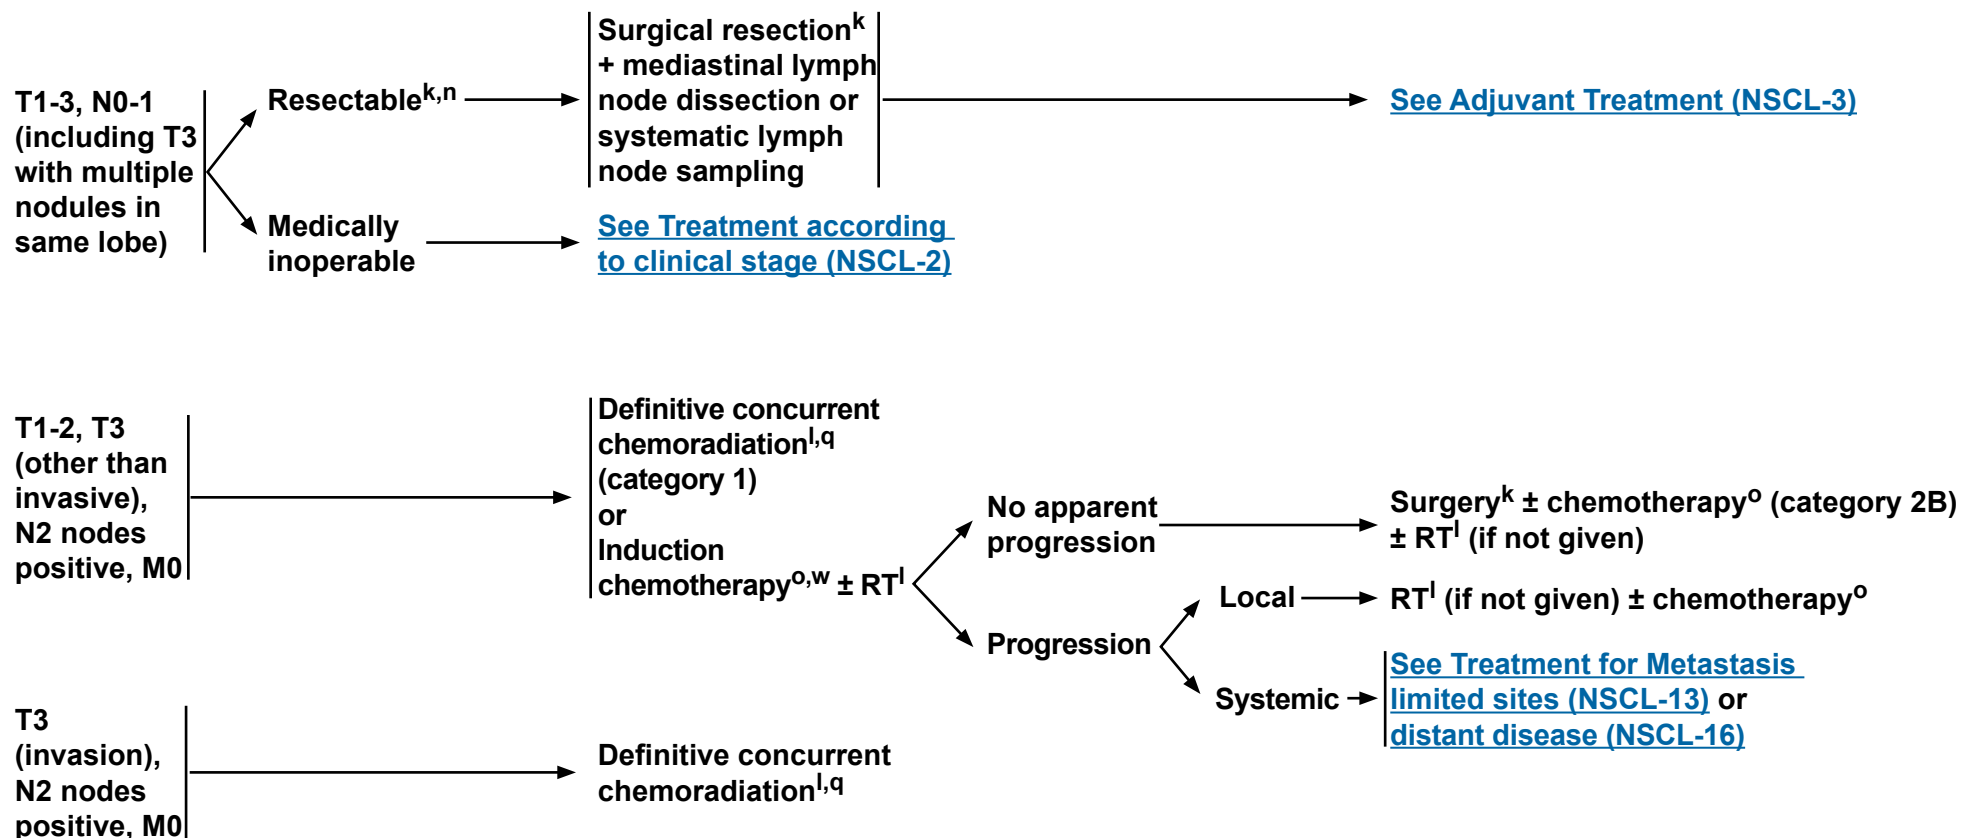 T1-3, N0-1
(including T3
with multiple
nodules in
same lobe)
Resectablek,n
Surgical resectionk
+ mediastinal lymph
node dissection or
systematic lymph
node sampling
See Adjuvant Treatment (NSCL-3)
Medically
inoperable
See Treatment according
to clinical stage (NSCL-2)
T1-2, T3
(other than
invasive),
N2 nodes
positive, M0
Definitive concurrent
chemoradiationl,q
(category 1)
or
Induction
chemotherapyo,w ± RTl
No apparent
progression
Surgeryk ± chemotherapyo (category 2B)
± RTl (if not given)
Progression
Local
RTl (if not given) ± chemotherapyo
Systemic
See Treatment for Metastasis
limited sites (NSCL-13) or
distant disease (NSCL-16)
T3
(invasion),
N2 nodes
positive, M0
Definitive concurrent
chemoradiationl,q